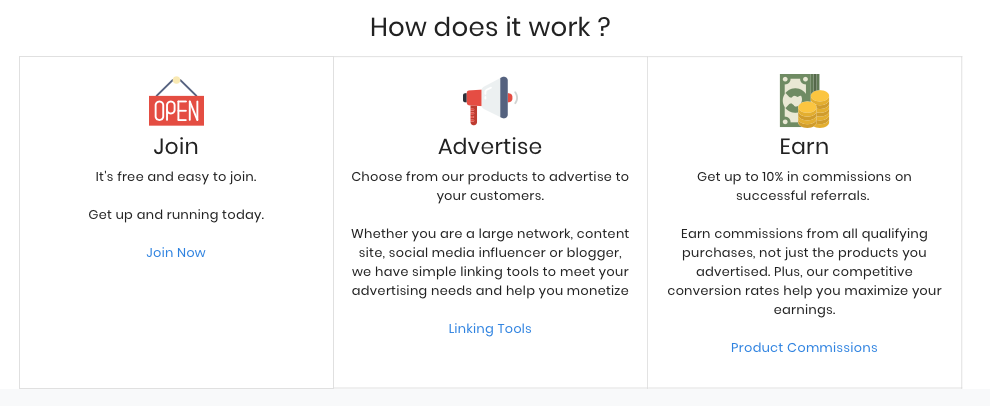 How does it work ?
OPEN
Join
It's free and easy to join.
Get up and running today.
Join Now
Advertise
Choose from our products to advertise to
your customers.
Whether you are a large network, content
site, social media influencer or blogger,
we have simple linking tools to meet your
advertising needs and help you monetize
Linking Tools
Earn
Get up to 10% in commissions on
successful referrals.
Earn commissions from all qualifying
purchases, not just the products you
advertised. Plus, our competitive
conversion rates help you maximize your
earnings.
Product Commissions